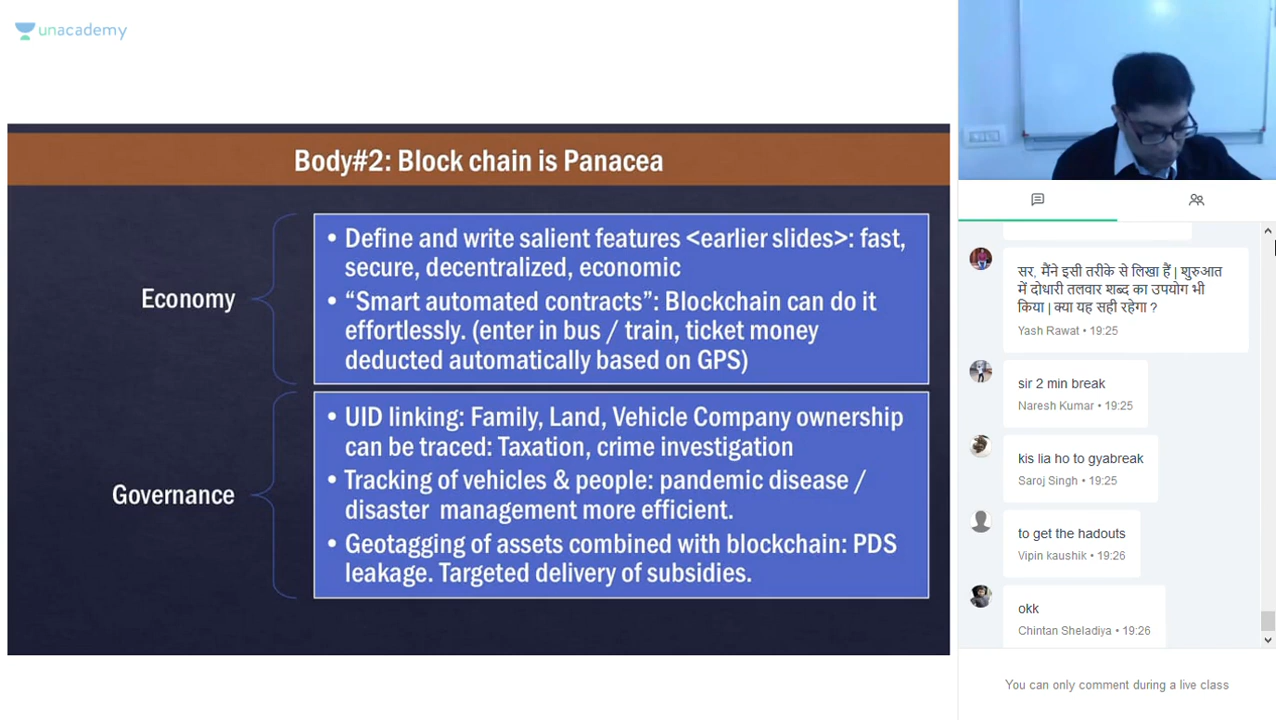 unacademy
Body#2: Block chain is Panacea
Economy
• Define and write salient features <earlier slides>: fast,
secure, decentralized, economic
• “Smart automated contracts”: Blockchain can do it
effortlessly. (enter in bus / train, ticket money
deducted automatically based on GPS)
Governance
• UID linking: Family, Land, Vehicle Company ownership
can be traced: Taxation, crime investigation
• Tracking of vehicles & people: pandemic disease /
disaster management more efficient.
• Geotagging of assets combined with blockchain: PDS
leakage. Targeted delivery of subsidies.
सर, मैंने इसी तरीके से लिखा हैं | शुरुआत
में दोधारी तलवार शब्द का उपयोग भी
किया | क्या यह सही रहेगा ?
Yash Rawat • 19:25
sir 2 min break
Naresh Kumar • 19:25
kis lia ho to gyabreak
Saroj Singh • 19:25
to get the hadouts
Vipin kaushik • 19:26
okk
Chintan Sheladiya • 19:26
You can only comment during a live class